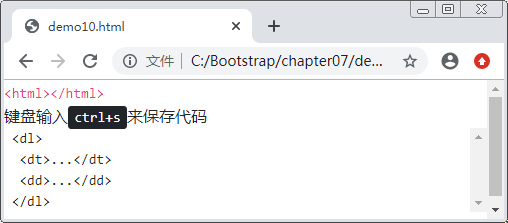 demo10.html
文件 C:/Bootstrap/chapter07/de...
<html></html>
键盘输入 ctrl+s 来保存代码
<dl>
<dt>...</dt>
<dd>...</dd>
</dl>